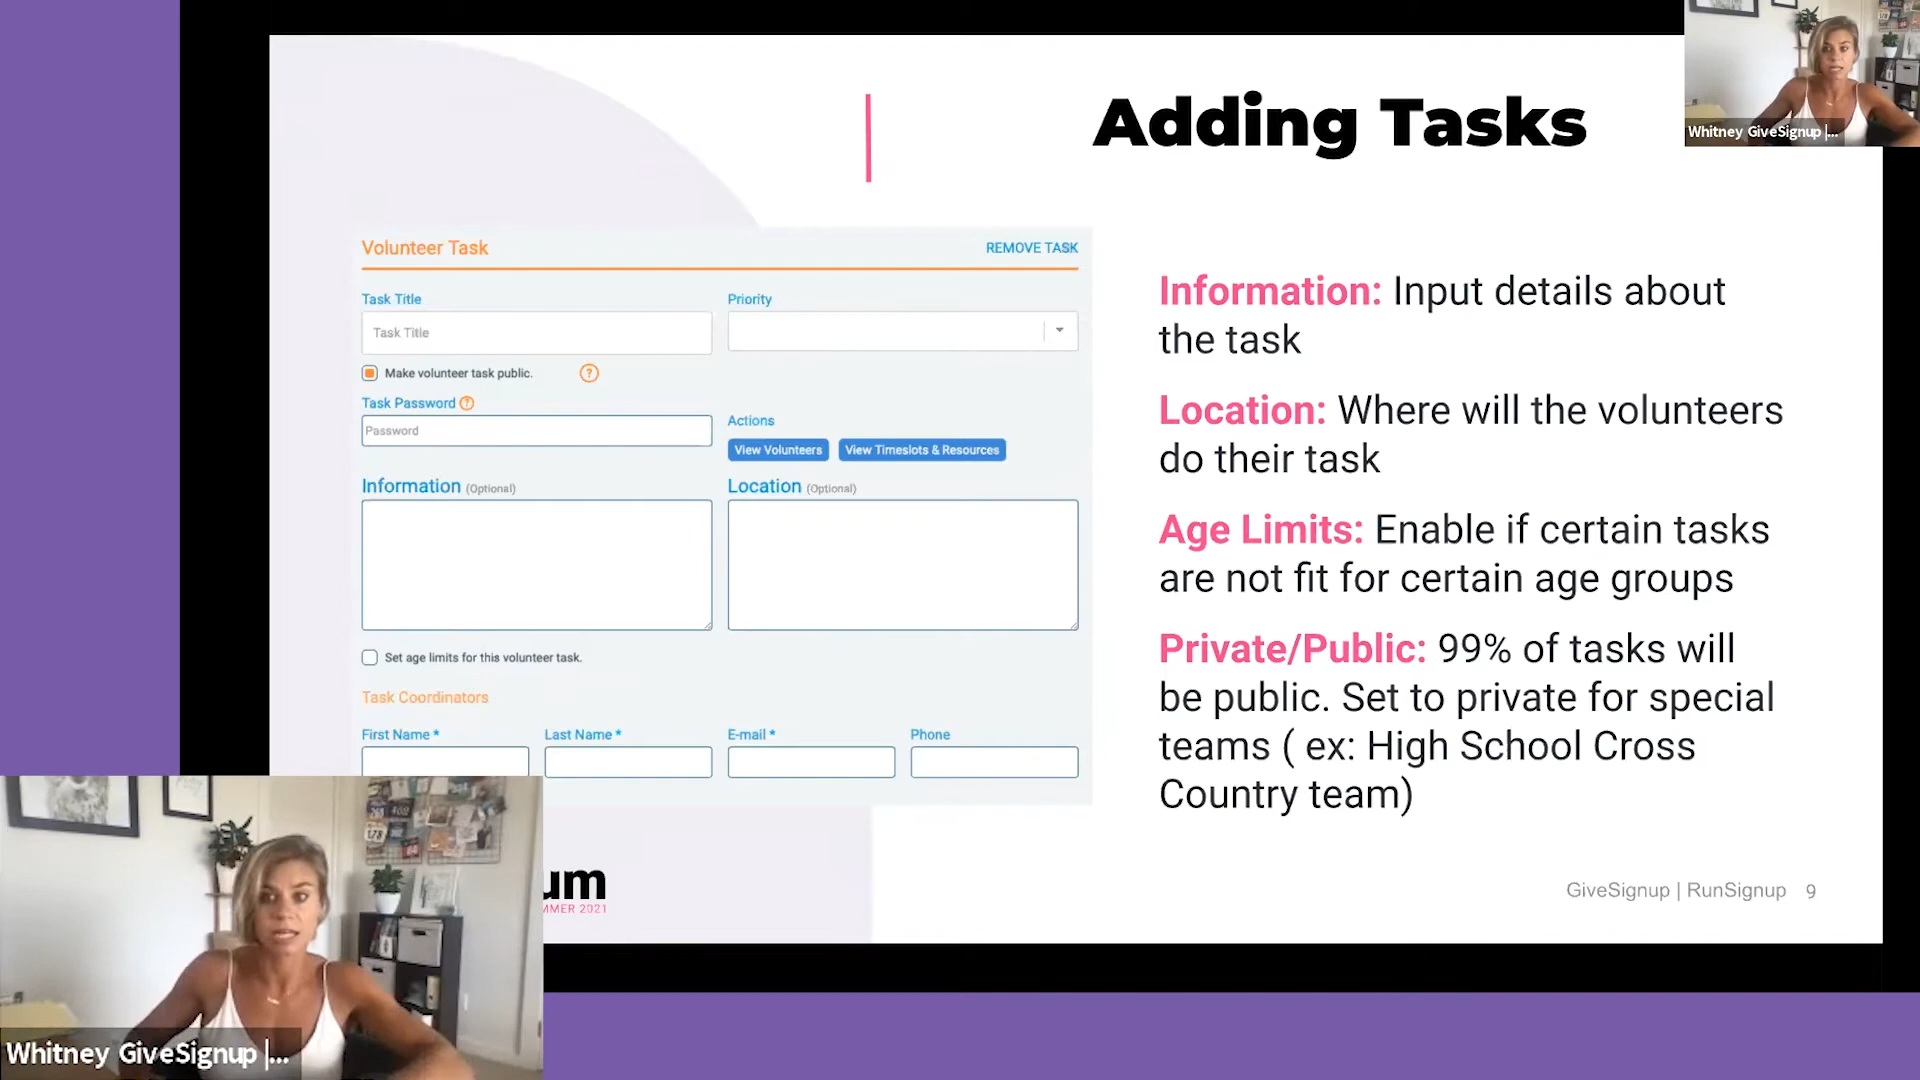 Adding Tasks
Whitney GiveSignup |...
Volunteer Task
REMOVE TASK
Task Title
Priority
Task Title
Make volunteer task public.
?
Task Password ?
Password
Actions
View Volunteers
View Timeslots & Resources
Information (Optional)
Location (Optional)
Set age limits for this volunteer task.
Task Coordinators
First Name *
Last Name *
E-mail *
Phone
Information: Input details about
the task
Location: Where will the volunteers
do their task
Age Limits: Enable if certain tasks
are not fit for certain age groups
Private/Public: 99% of tasks will
be public. Set to private for special
teams ( ex: High School Cross
Country team)
um
MMER 2021
GiveSignup | RunSignup 9
178
Whitney GiveSignup |...